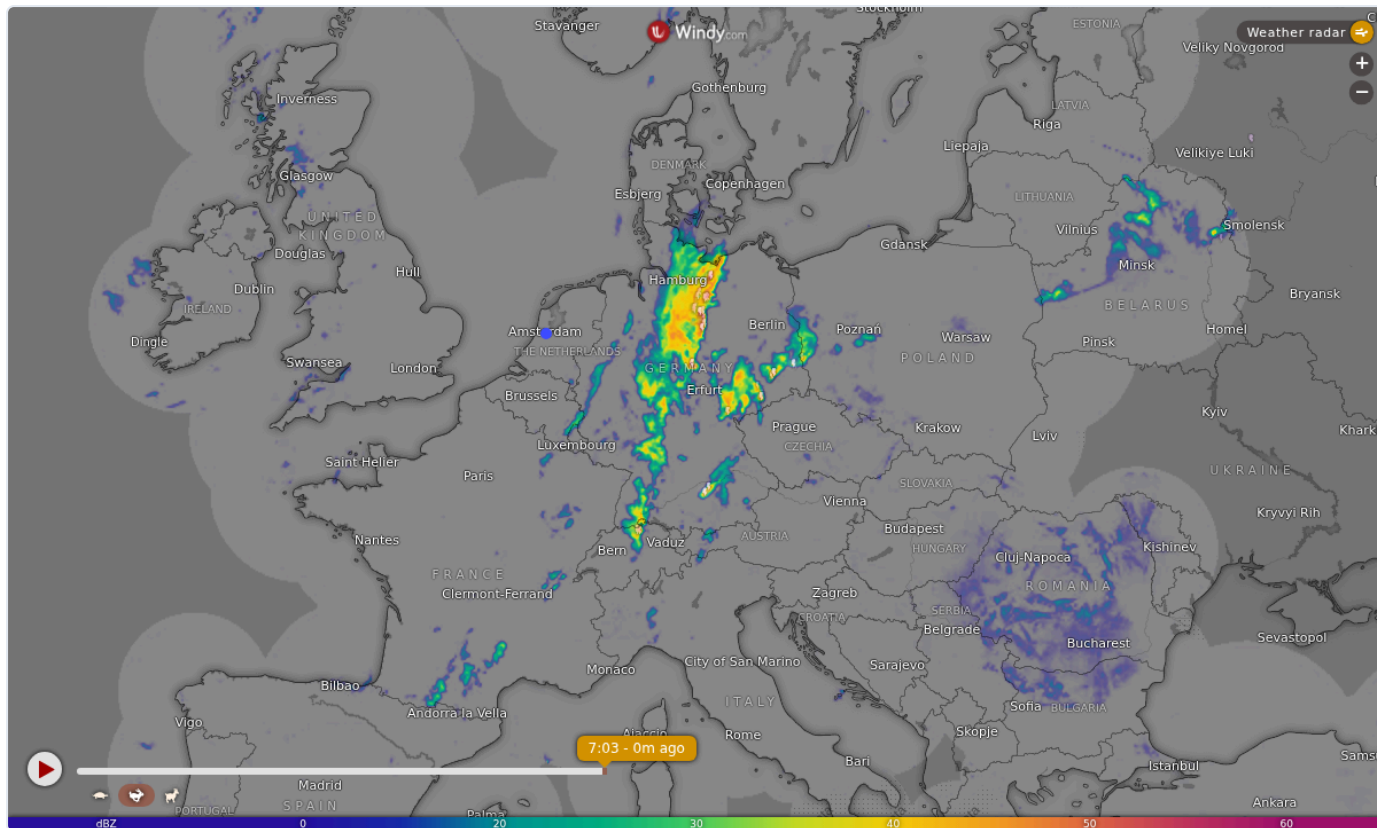 Stockholm
Stavanger
Windy.com
ESTONIA
Weather radar
Veliky Novgorod
+
−
Gothenburg
Inverness
LATVIA
Riga
Liepaja
Velikiye Luki
DENMARK
Glasgow
Copenhagen
Esbjerg
LITHUANIA
UNITED
KINGDOM
Vilnius
Smolensk
Gdansk
Douglas
Hull
Minsk
Hamburg
Dublin
Bryansk
IRELAND
BELARUS
Amsterdam
Berlin
Poznań
Homel
Dingle
Warsaw
Pinsk
THE NETHERLANDS
POLAND
Swansea
London
GERMANY
Erfurt
Brussels
Kyiv
Prague
Krakow
Khark
Lviv
Luxembourg
CZECHIA
Saint Helier
UKRAINE
Paris
SLOVAKIA
Vienna
Kryvyi Rih
Budapest
Nantes
AUSTRIA
Vaduz
Bern
HUNGARY
Kishinev
Cluj-Napoca
FRANCE
ROMANIA
Clermont-Ferrand
Zagreb
SERBIA
CROATIA
Belgrade
Sevastopol
Bucharest
City of San Marino
Sarajevo
Monaco
Bilbao
ITALY
Sofia
BULGARIA
Andorra la Vella
Vigo
Skopje
Ajaccio
Rome
7:03 - 0m ago
Bari
Istanbul
Sams
Madrid
SPAIN
Ankara
PORTUGAL
Palma
dBZ 0 20 30 40 50 60